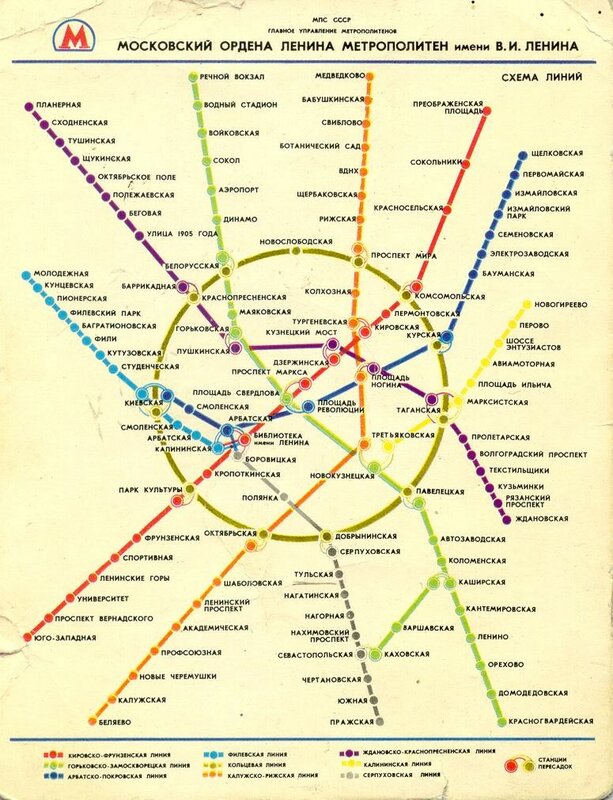 МПС СССР
ГЛАВНОЕ УПРАВЛЕНИЕ МЕТРОПОЛИТЕНОВ
М
МОСКОВСКИЙ ОРДЕНА ЛЕНИНА МЕТРОПОЛИТЕН ИМЕНИ В.И. ЛЕНИНА
СХЕМА ЛИНИЙ
ПЛАНЕРНАЯ
СХОДНЕНСКАЯ
ТУШИНСКАЯ
ЩУКИНСКАЯ
ОКТЯБРЬСКОЕ ПОЛЕ
ПОЛЕЖАЕВСКАЯ
БЕГОВАЯ
УЛИЦА 1905 ГОДА
БАРРИКАДНАЯ
ПУШКИНСКАЯ
КУЗНЕЦКИЙ МОСТ
РЕЧНОЙ ВОКЗАЛ
ВОДНЫЙ СТАДИОН
ВОЙКОВСКАЯ
СОКОЛ
АЭРОПОРТ
ДИНАМО
БЕЛОРУССКАЯ
МАЯКОВСКАЯ
ГОРЬКОВСКАЯ
ПЛОЩАДЬ СВЕРДЛОВА
НОВОСЛОБОДСКАЯ
КРАСНОПРЕСНЕНСКАЯ
МЕДВЕДКОВО
БАБУШКИНСКАЯ
СВИБЛОВО
БОТАНИЧЕСКИЙ САД
ВДНХ
ЩЕРБАКОВСКАЯ
РИЖСКАЯ
ПРОСПЕКТ МИРА
КОЛХОЗНАЯ
ТУРГЕНЕВСКАЯ
ПЛОЩАДЬ
НОГИНА
ТРЕТЬЯКОВСКАЯ
ПРЕОБРАЖЕНСКАЯ
ПЛОЩАДЬ
СОКОЛЬНИКИ
КРАСНОСЕЛЬСКАЯ
КОМСОМОЛЬСКАЯ
ЛЕРМОНТОВСКАЯ
КИРОВСКАЯ
ДЗЕРЖИНСКАЯ
ПРОСПЕКТ МАРКСА
ЩЕЛКОВСКАЯ
ПЕРВОМАЙСКАЯ
ИЗМАЙЛОВСКАЯ
ИЗМАЙЛОВСКИЙ
ПАРК
СЕМЕНОВСКАЯ
ЭЛЕКТРОЗАВОДСКАЯ
БАУМАНСКАЯ
КУРСКАЯ
ПЛОЩАДЬ
РЕВОЛЮЦИИ
НОВОГИРЕЕВО
ПЕРОВО
ШОССЕ
ЭНТУЗИАСТОВ
АВИАМОТОРНАЯ
ПЛОЩАДЬ ИЛЬИЧА
МАРКСИСТСКАЯ
ТАГАНСКАЯ
ПРОЛЕТАРСКАЯ
ВОЛГОГРАДСКИЙ ПРОСПЕКТ
ТЕКСТИЛЬЩИКИ
КУЗЬМИНКИ
РЯЗАНСКИЙ
ПРОСПЕКТ
ЖДАНОВСКАЯ
МОЛОДЕЖНАЯ
КУНЦЕВСКАЯ
ПИОНЕРСКАЯ
ФИЛЕВСКИЙ ПАРК
БАГРАТИОНОВСКАЯ
ФИЛИ
КУТУЗОВСКАЯ
СТУДЕНЧЕСКАЯ
КИЕВСКАЯ
СМОЛЕНСКАЯ
АРБАТСКАЯ
СМОЛЕНСКАЯ
АРБАТСКАЯ
КАЛИНИНСКАЯ
БИБЛИОТЕКА
ИМЕНИ ЛЕНИНА
БОРОВИЦКАЯ
КРОПОТКИНСКАЯ
ПОЛЯНКА
НОВОКУЗНЕЦКАЯ
ПАВЕЛЕЦКАЯ
ПАРК КУЛЬТУРЫ
ОКТЯБРЬСКАЯ
ДОБРЫНИНСКАЯ
СЕРПУХОВСКАЯ
ФРУНЗЕНСКАЯ
СПОРТИВНАЯ
ЛЕНИНСКИЕ ГОРЫ
УНИВЕРСИТЕТ
ПРОСПЕКТ ВЕРНАДСКОГО
ЮГО-ЗАПАДНАЯ
ШАБОЛОВСКАЯ
ЛЕНИНСКИЙ
ПРОСПЕКТ
АКАДЕМИЧЕСКАЯ
ПРОФСОЮЗНАЯ
НОВЫЕ ЧЕРЕМУШКИ
КАЛУЖСКАЯ
БЕЛЯЕВО
ТУЛЬСКАЯ
НАГАТИНСКАЯ
НАГОРНАЯ
НАХИМОВСКИЙ
ПРОСПЕКТ
СЕВАСТОПОЛЬСКАЯ
ЧЕРТАНОВСКАЯ
ЮЖНАЯ
ПРАЖСКАЯ
АВТОЗАВОДСКАЯ
КОЛОМЕНСКАЯ
КАШИРСКАЯ
ВАРШАВСКАЯ
КАХОВСКАЯ
КАНТЕМИРОВСКАЯ
ЛЕНИНО
ОРЕХОВО
ДОМОДЕДОВСКАЯ
КРАСНОГВАРДЕЙСКАЯ
КИРОВСКО-ФРУНЗЕНСКАЯ ЛИНИЯ
ГОРЬКОВСКО-ЗАМОСКВОРЕЦКАЯ ЛИНИЯ
АРБАТСКО-ПОКРОВСКАЯ ЛИНИЯ
ФИЛЕВСКАЯ ЛИНИЯ
КОЛЬЦЕВАЯ ЛИНИЯ
КАЛУЖСКО-РИЖСКАЯ ЛИНИЯ
ЖДАНОВСКО-КРАСНОПРЕСНЕНСКАЯ ЛИНИЯ
КАЛИНИНСКАЯ ЛИНИЯ
СЕРПУХОВСКАЯ ЛИНИЯ
СТАНЦИИ
ПЕРЕСАДОК